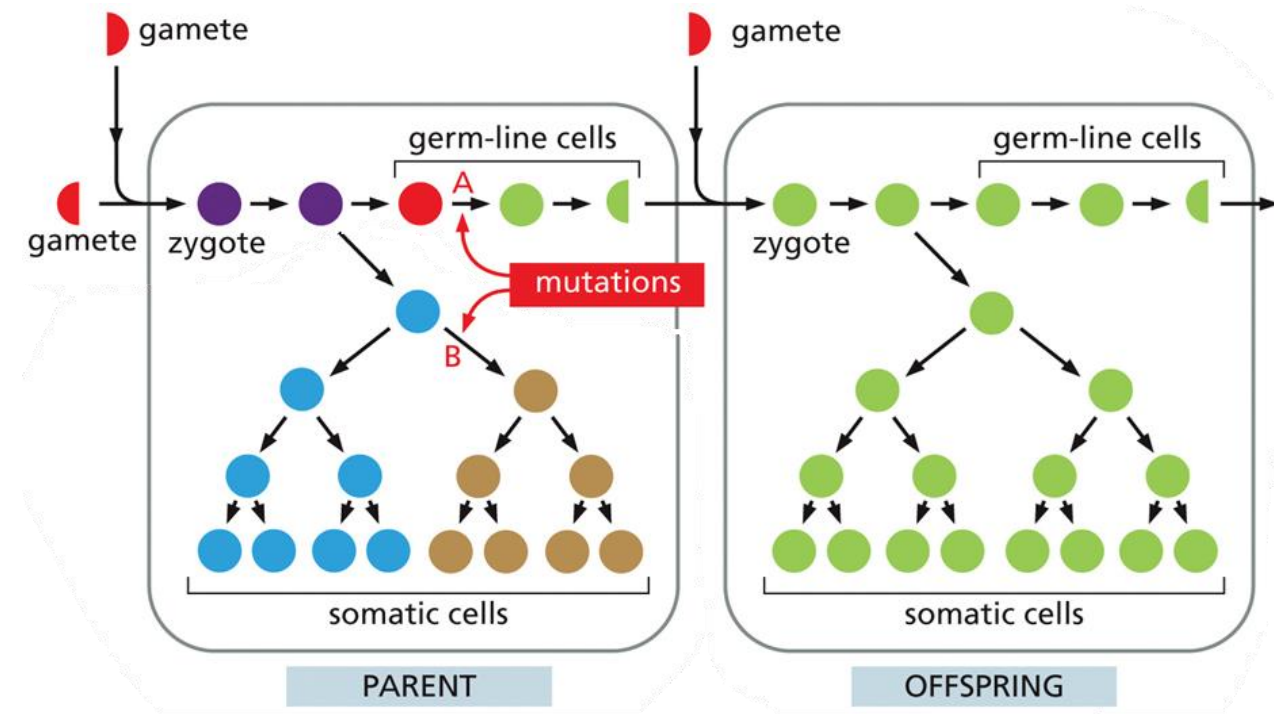 gamete
gamete
germ-line cells
germ-line cells
A
gamete
zygote
zygote
mutations
B
somatic cells
somatic cells
PARENT
OFFSPRING